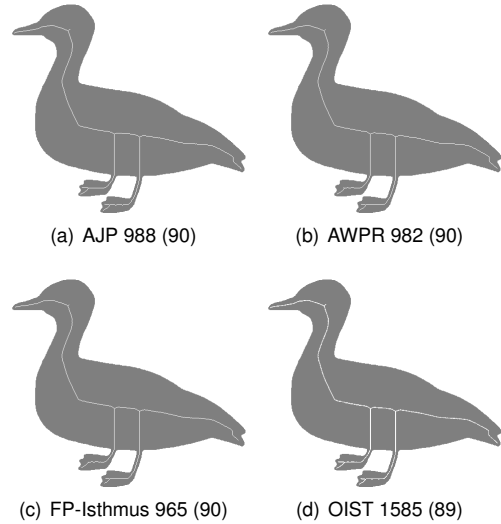 (a) AJP 988 (90)
(b) AWPR 982 (90)
(c) FP-Isthmus 965 (90)
(d) OIST 1585 (89)